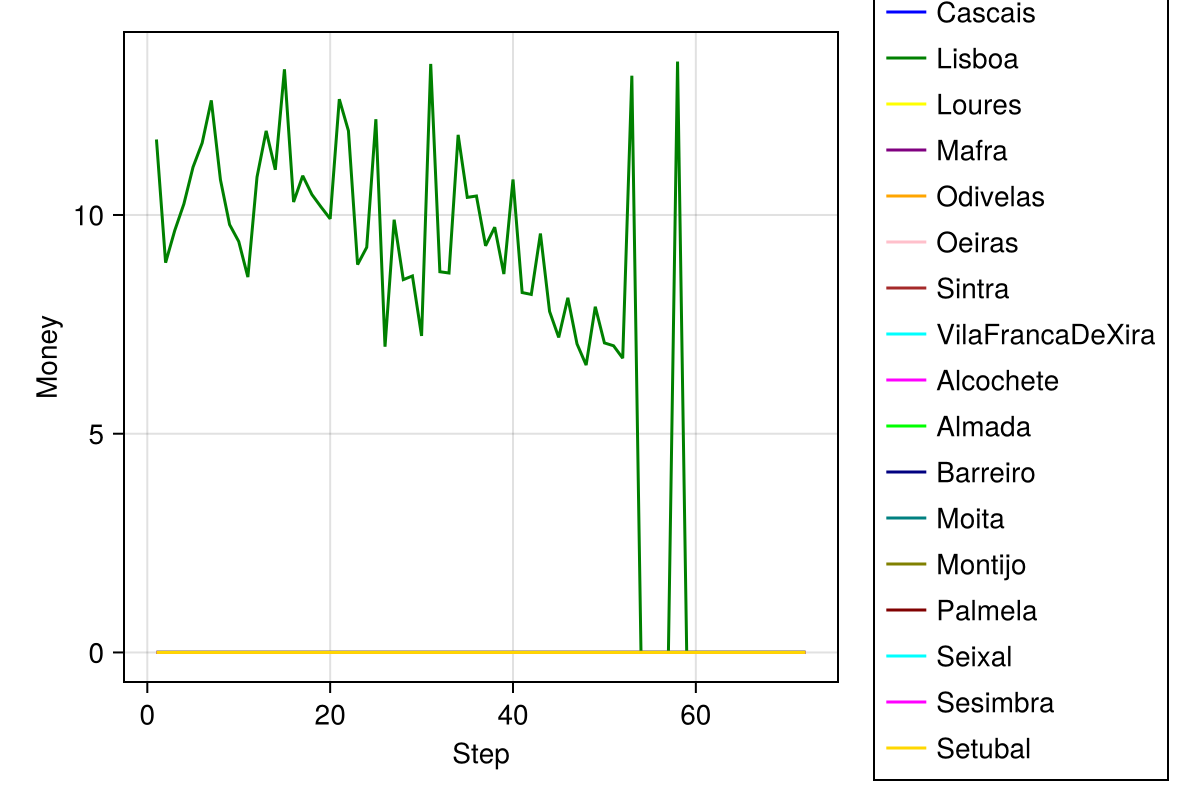 10
5
0
Money
0
20
40
60
Step
Cascais
Lisboa
Loures
Mafra
Odivelas
Oeiras
Sintra
VilaFrancaDeXira
Alcochete
Almada
Barreiro
Moita
Montijo
Palmela
Seixal
Sesimbra
Setubal